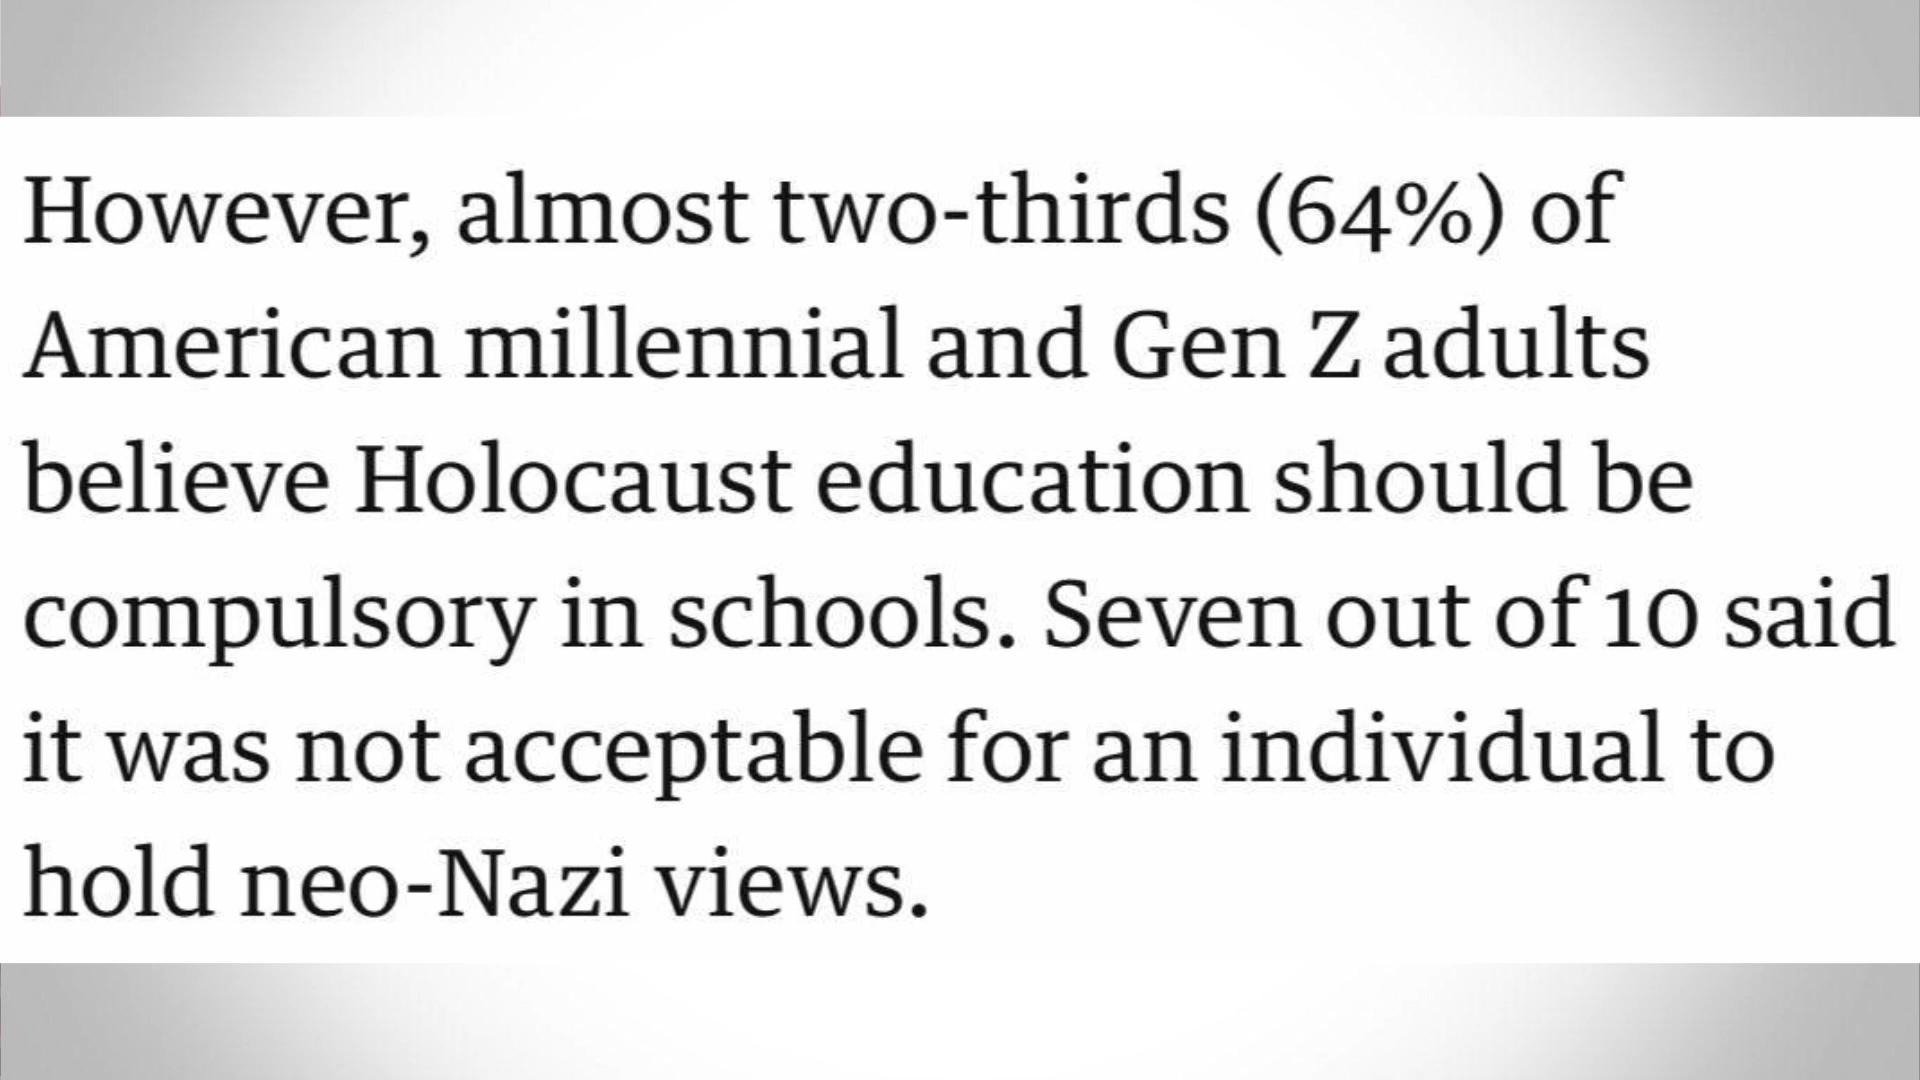 However, almost two-thirds (64%) of
American millennial and Gen Z adults
believe Holocaust education should be
compulsory in schools. Seven out of 10 said
it was not acceptable for an individual to
hold neo-Nazi views.